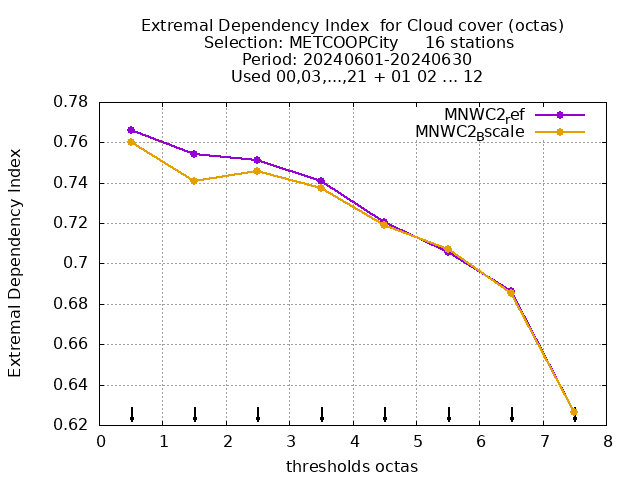 Extremal Dependency Index  for Cloud cover (octas)
Selection: METCOOPCity     16 stations
Period: 20240601-20240630
Used 00,03,...,21 + 01 02 ... 12
0.78
0.76
0.74
0.72
0.7
0.68
0.66
0.64
0.62
Extremal Dependency Index
MNWC2ref
MNWC2Bscale
0 1 2 3 4 5 6 7 8
thresholds octas